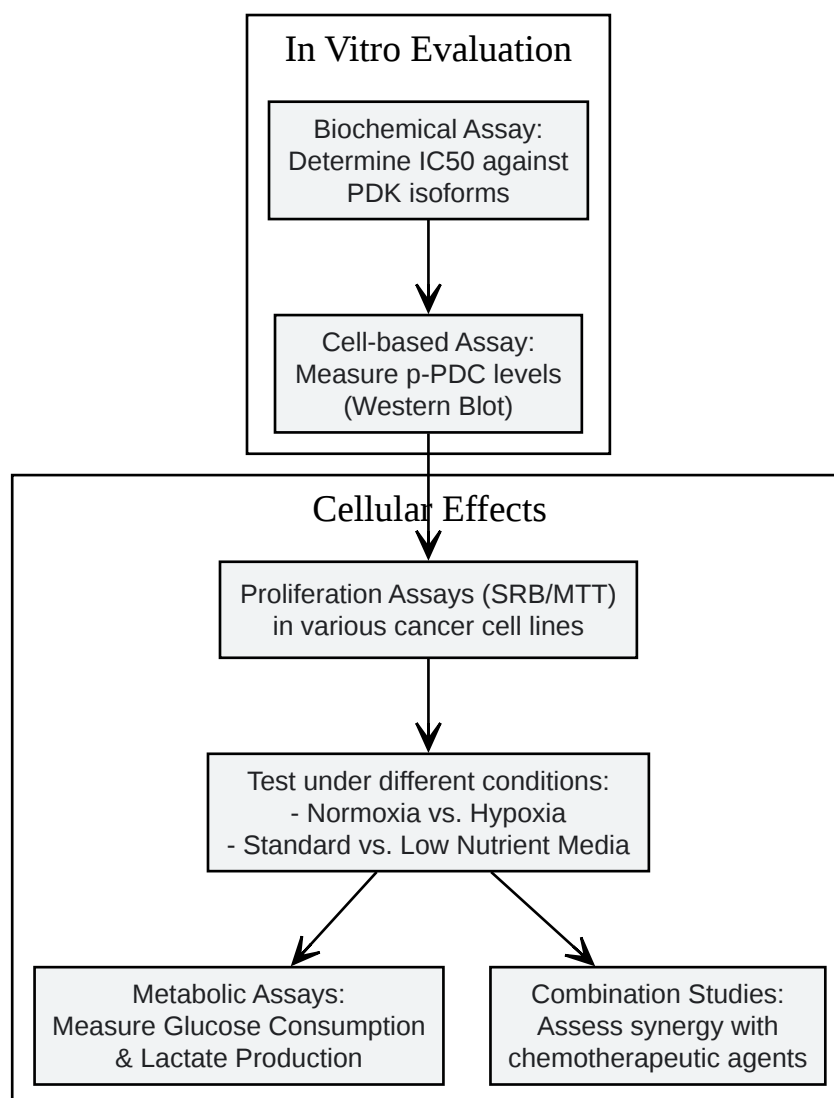 In Vitro Evaluation
Biochemical Assay:
Determine IC50 against
PDK isoforms
Cell-based Assay:
Measure p-PDC levels
(Western Blot)
Cellular Effects
Proliferation Assays (SRB/MTT)
in various cancer cell lines
Test under different conditions:
- Normoxia vs. Hypoxia
- Standard vs. Low Nutrient Media
Metabolic Assays:
Measure Glucose Consumption
& Lactate Production
Combination Studies:
Assess synergy with
chemotherapeutic agents